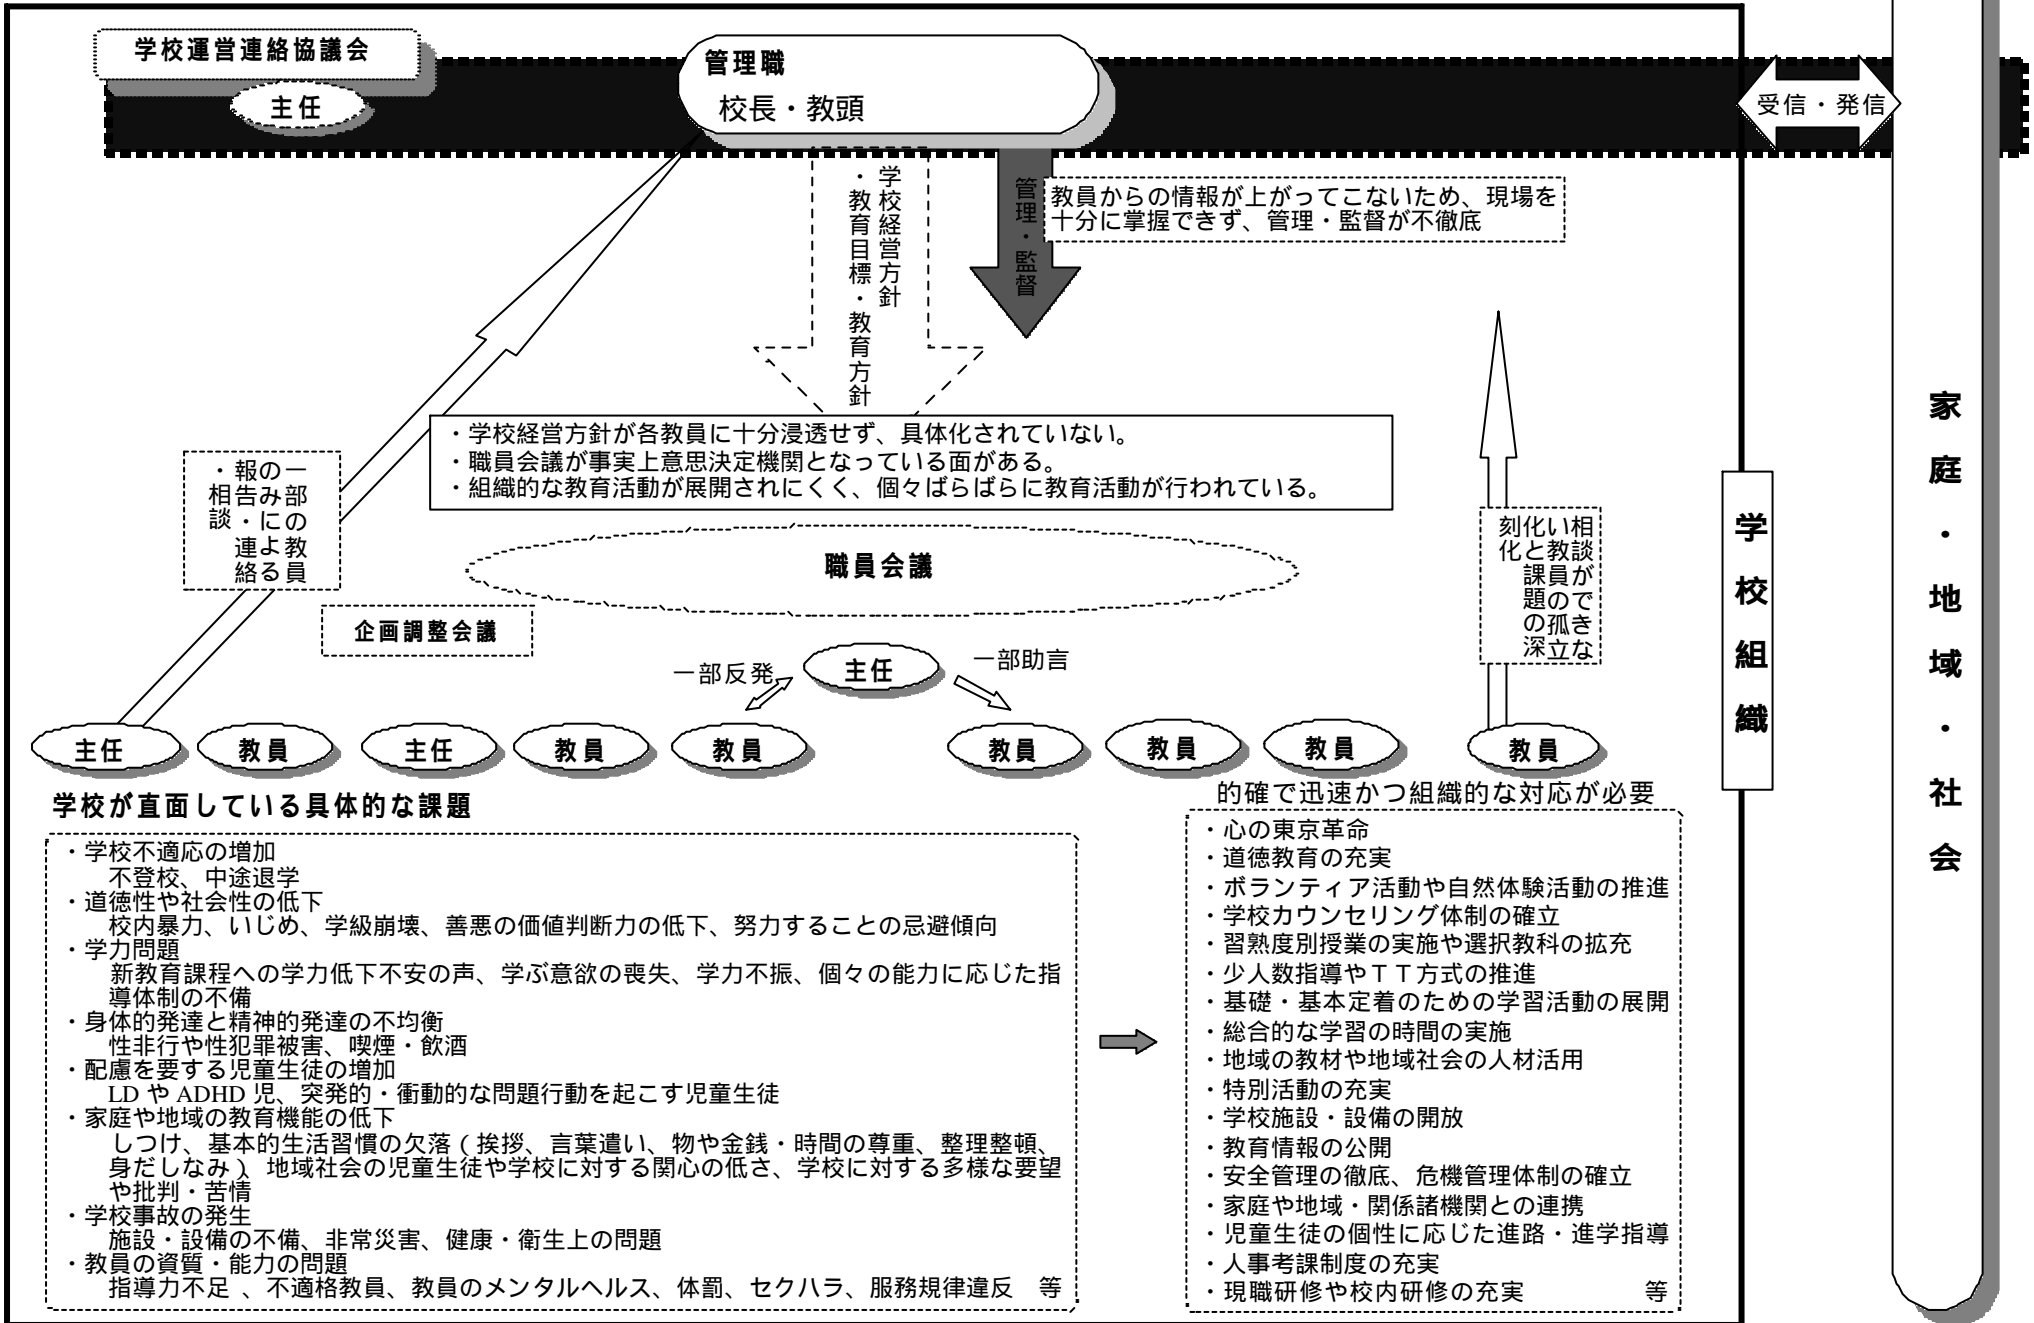 学校運営連絡協議会
主任
管理職
校長・教頭
受信・発信
学校経営方針
・教育目標・教育方針
管理・監督
教員からの情報が上がってこないため、現場を
十分に掌握できず、管理・監督が不徹底
・学校経営方針が各教員に十分浸透せず、具体化されていない。
・職員会議が事実上意思決定機関となっている面がある。
・組織的な教育活動が展開されにくく、個々ばらばらに教育活動が行われている。
一部の教員
のみによる
報告・連絡
・相談
職員会議
企画調整会議
相談ができな
い教員の孤立
化と課題の深
刻化
一部反発
主任
一部助言
主任
教員
主任
教員
教員
教員
教員
教員
教員
学校組織
家庭・地域・社会
学校が直面している具体的な課題
・学校不適応の増加
不登校、中途退学
・道徳性や社会性の低下
校内暴力、いじめ、学級崩壊、善悪の価値判断力の低下、努力することの忌避傾向
・学力問題
新教育課程への学力低下不安の声、学ぶ意欲の喪失、学力不振、個々の能力に応じた指
導体制の不備
・身体的発達と精神的発達の不均衡
性非行や性犯罪被害、喫煙・飲酒
・配慮を要する児童生徒の増加
LD や ADHD 児、突発的・衝動的な問題行動を起こす児童生徒
・家庭や地域の教育機能の低下
しつけ、基本的生活習慣の欠落（挨拶、言葉遣い、物や金銭・時間の尊重、整理整頓、
身だしなみ）、地域社会の児童生徒や学校に対する関心の低さ、学校に対する多様な要望
や批判・苦情
・学校事故の発生
施設・設備の不備、非常災害、健康・衛生上の問題
・教員の資質・能力の問題
指導力不足 、不適格教員、教員のメンタルヘルス、体罰、セクハラ、服務規律違反　等
的確で迅速かつ組織的な対応が必要
・心の東京革命
・道徳教育の充実
・ボランティア活動や自然体験活動の推進
・学校カウンセリング体制の確立
・習熟度別授業の実施や選択教科の拡充
・少人数指導やＴＴ方式の推進
・基礎・基本定着のための学習活動の展開
・総合的な学習の時間の実施
・地域の教材や地域社会の人材活用
・特別活動の充実
・学校施設・設備の開放
・教育情報の公開
・安全管理の徹底、危機管理体制の確立
・家庭や地域・関係諸機関との連携
・児童生徒の個性に応じた進路・進学指導
・人事考課制度の充実
・現職研修や校内研修の充実　等